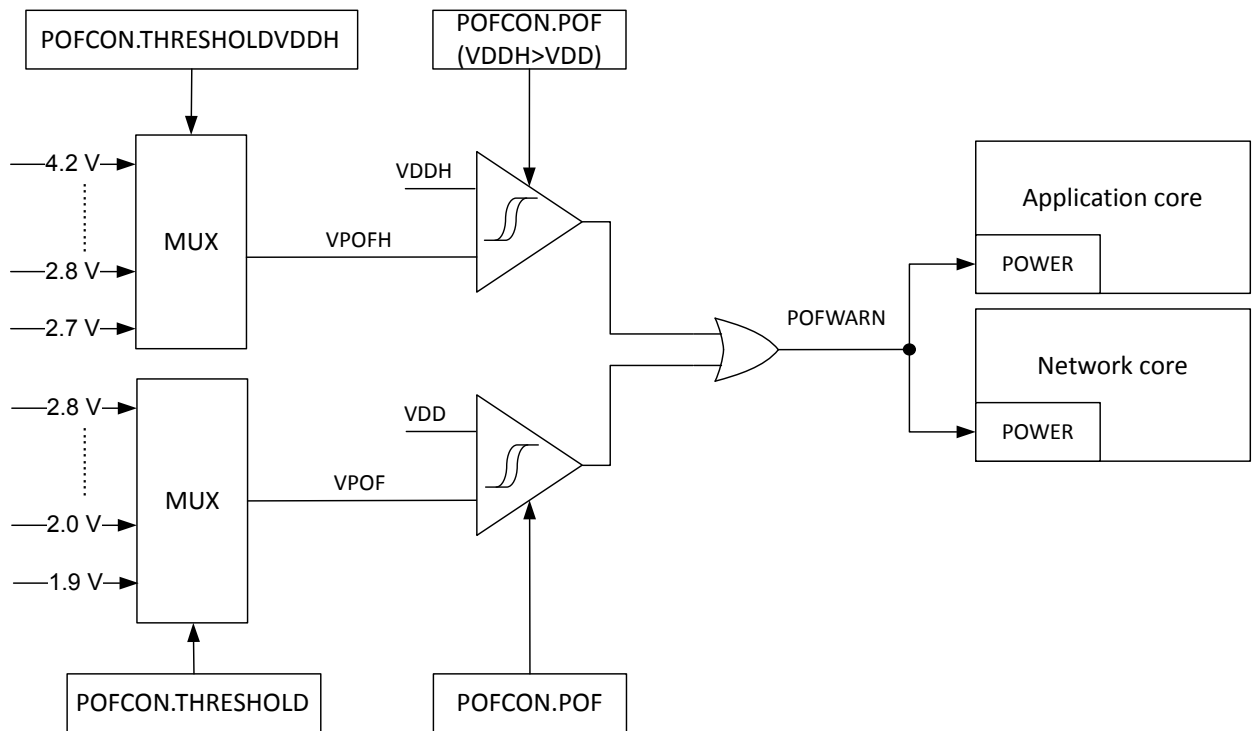 POFCON.THRESHOLDVDDH
POFCON.POF
(VDDH>VDD)
4.2 V
2.8 V
2.7 V
MUX
VDDH
VPOFH
Application core
POWER
POFWARN
Network core
POWER
2.8 V
2.0 V
1.9 V
MUX
VDD
VPOF
POFCON.THRESHOLD
POFCON.POF